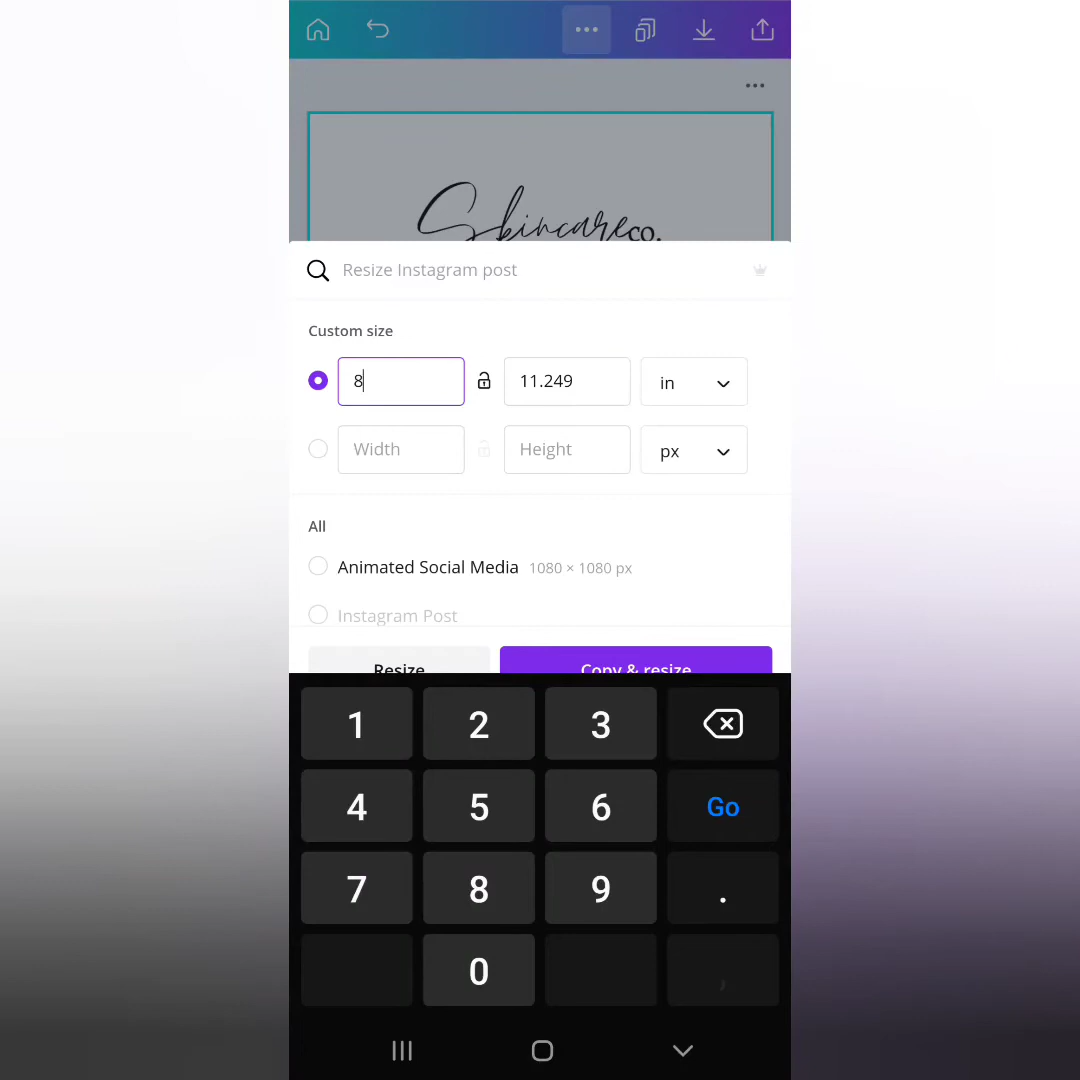 Skincareco.
Resize Instagram post
Custom size
8 11.249 in
Width Height px
All
Animated Social Media 1080 × 1080 px
Instagram Post
Resize Copy & resize
1 2 3
4 5 6 Go
7 8 9 .
0 ,